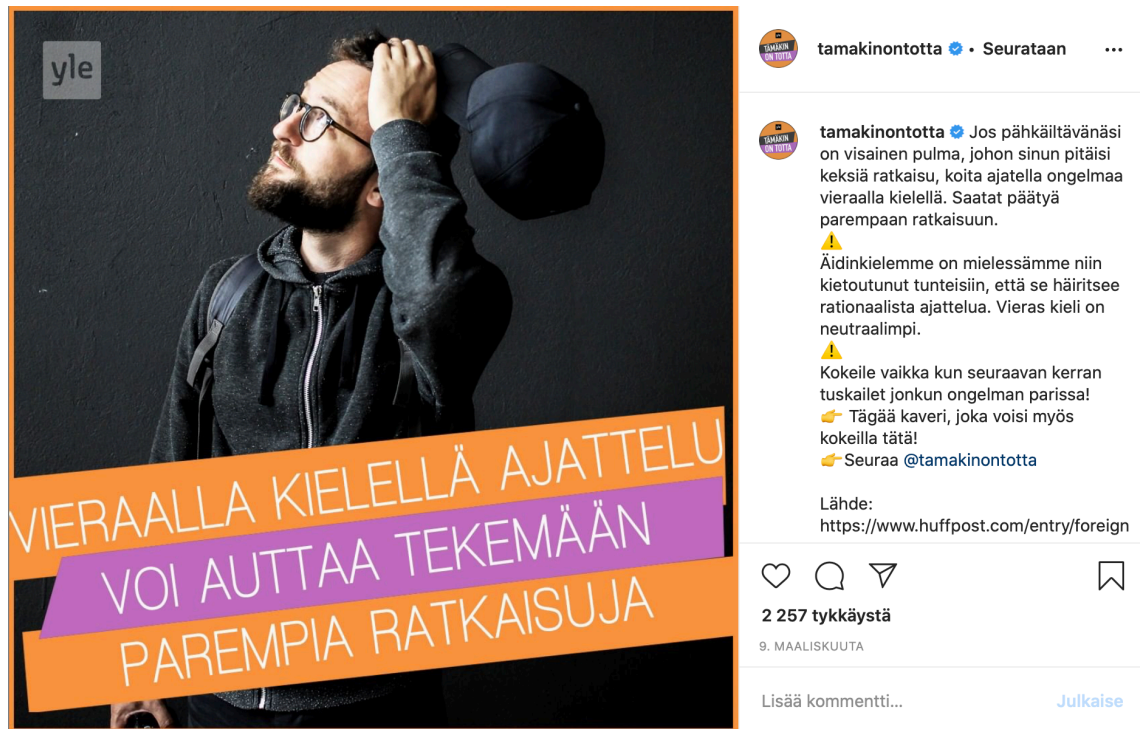 yle
VIERAALLA KIELELLÄ AJATTELU
VOI AUTTAA TEKEMÄÄN
PAREMPIA RATKAISUJA
TÄMÄKIN
ON TOTTA
tamakinontotta • Seurataan
TÄMÄKIN
ON TOTTA
tamakinontotta Jos pähkäiltävänäsi
on visainen pulma, johon sinun pitäisi
keksiä ratkaisu, koita ajatella ongelmaa
vieraalla kielellä. Saatat päätyä
parempaan ratkaisuun.
⚠️
Äidinkielemme on mielessämme niin
kietoutunut tunteisiin, että se häiritsee
rationaalista ajattelua. Vieras kieli on
neutraalimpi.
⚠️
Kokeile vaikka kun seuraavan kerran
tuskailet jonkun ongelman parissa!
👉 Tägää kaveri, joka voisi myös
kokeilla tätä!
👉Seuraa @tamakinontotta
Lähde:
https://www.huffpost.com/entry/foreign
2 257 tykkäystä
9. MAALISKUUTA
Lisää kommentti...
Julkaise